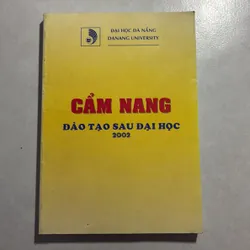 ĐẠI HỌC ĐÀ NẴNG
DANANG UNIVERSITY
CẨM NANG
ĐÀO TẠO SAU ĐẠI HỌC
2002